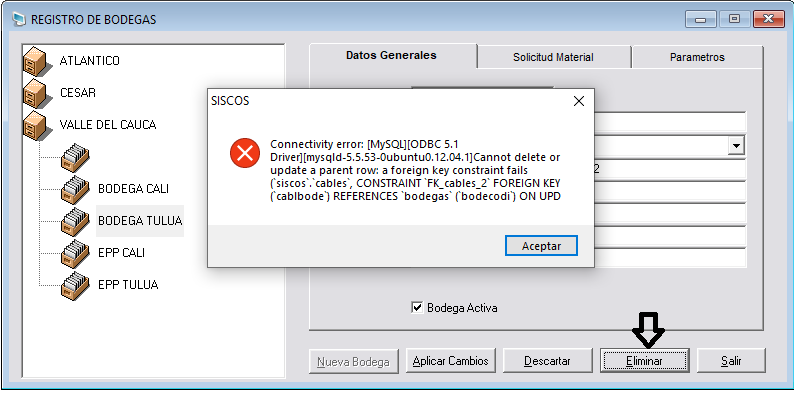 REGISTRO DE BODEGAS
ATLANTICO
CESAR
VALLE DEL CAUCA
BODEGA CALI
BODEGA TULUA
EPP CALI
EPP TULUA
Datos Generales
Solicitud Material
Parametros
SISCOS
Connectivity error: [MySQL][ODBC 5.1
Driver][mysqld-5.5.53-0ubuntu0.12.04.1]Cannot delete or
update a parent row: a foreign key constraint fails
(`siscos`.`cables`, CONSTRAINT `FK_cables_2` FOREIGN KEY
(`cablbode`) REFERENCES `bodegas` (`bodecodi`) ON UPD
Aceptar
2
Bodega Activa
Nueva Bodega
Aplicar Cambios
Descartar
Eliminar
Salir